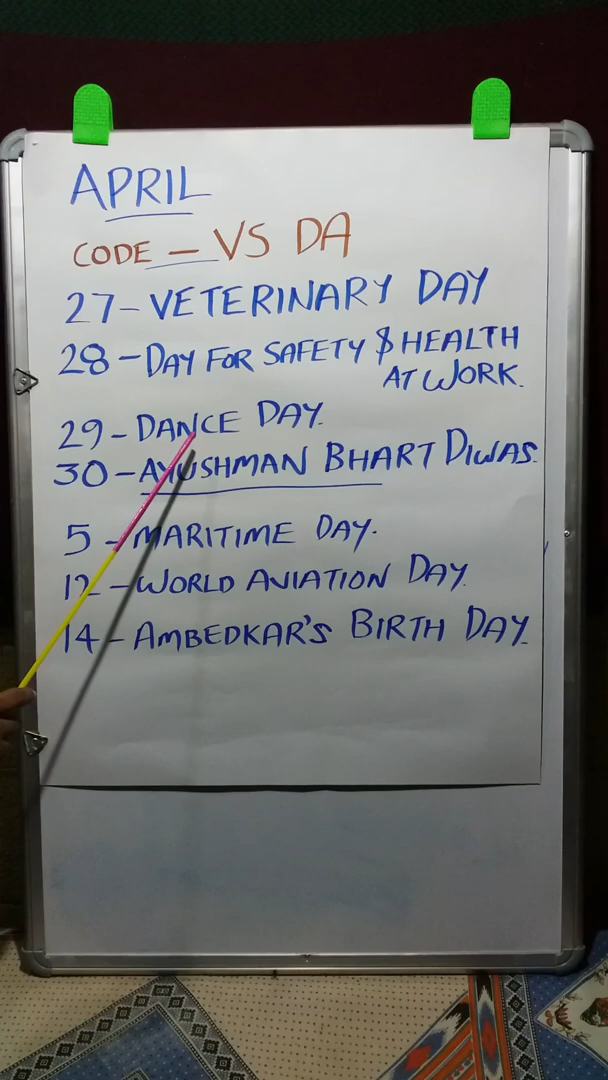 APRIL
CODE - VS DA
27 - VETERINARY DAY
28 - DAY FOR SAFETY $ HEALTH
AT WORK.
29 - DANCE DAY.
30 - AYUSHMAN BHART DIWAS.
5 - MARITIME DAY.
12 - WORLD AVIATION DAY.
14 - AMBEDKAR'S BIRTH DAY.